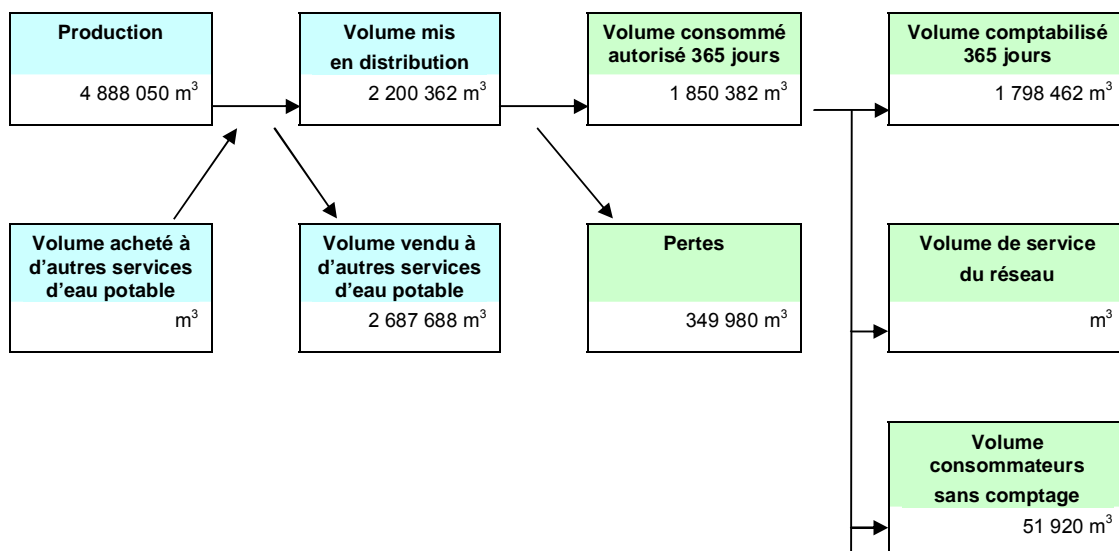 Production
4 888 050 m³
Volume mis
en distribution
2 200 362 m³
Volume consommé
autorisé 365 jours
1 850 382 m³
Volume comptabilisé
365 jours
1 798 462 m³
Volume acheté à
d’autres services
d’eau potable
m³
Volume vendu à
d’autres services
d’eau potable
2 687 688 m³
Pertes
349 980 m³
Volume de service
du réseau
m³
Volume
consommateurs
sans comptage
51 920 m³